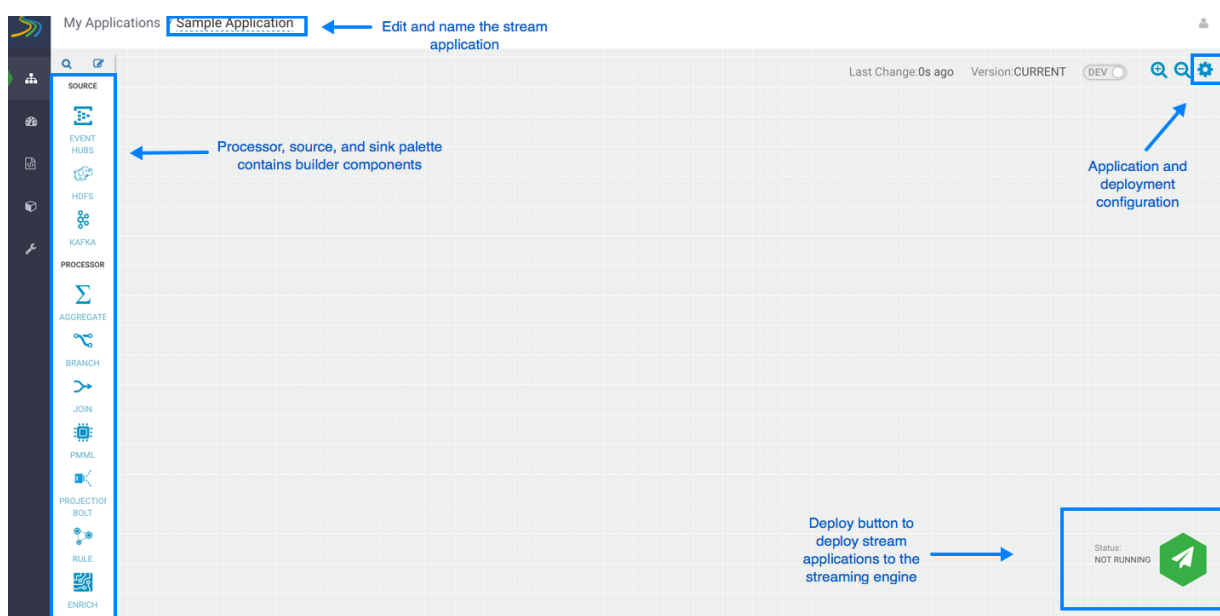 My Applications / Sample Application
Edit and name the stream
application
Last Change:0s ago Version:CURRENT DEV
SOURCE
EVENT
HUBS
HDFS
KAFKA
PROCESSOR
AGGREGATE
BRANCH
JOIN
PMML
PROJECTION
BOLT
RULE
ENRICH
Processor, source, and sink palette
contains builder components
Application and
deployment
configuration
Deploy button to
deploy stream
applications to the
streaming engine
Status:
NOT RUNNING